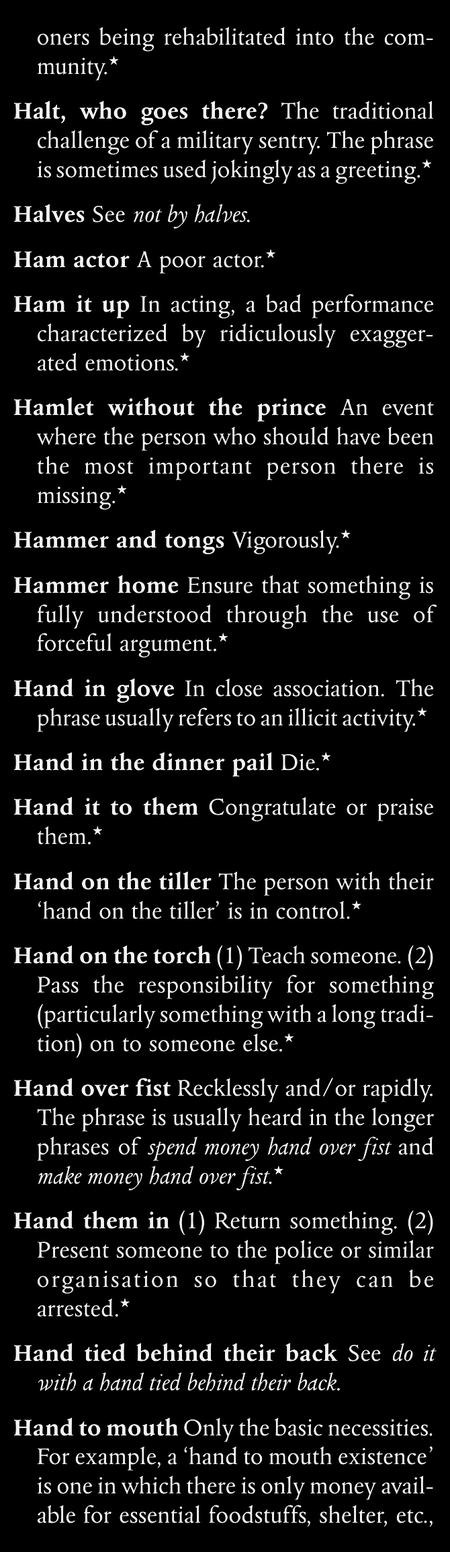 oners being rehabilitated into the com-
munity.★
Halt, who goes there? The traditional
challenge of a military sentry. The phrase
is sometimes used jokingly as a greeting.★
Halves See not by halves.
Ham actor A poor actor.★
Ham it up In acting, a bad performance
characterized by ridiculously exagger-
ated emotions.★
Hamlet without the prince An event
where the person who should have been
the most important person there is
missing.★
Hammer and tongs Vigorously.★
Hammer home Ensure that something is
fully understood through the use of
forceful argument.★
Hand in glove In close association. The
phrase usually refers to an illicit activity.★
Hand in the dinner pail Die.★
Hand it to them Congratulate or praise
them.★
Hand on the tiller The person with their
‘hand on the tiller’ is in control.★
Hand on the torch (1) Teach someone. (2)
Pass the responsibility for something
(particularly something with a long tradi-
tion) on to someone else.★
Hand over fist Recklessly and/or rapidly.
The phrase is usually heard in the longer
phrases of spend money hand over fist and
make money hand over fist.★
Hand them in (1) Return something. (2)
Present someone to the police or similar
organisation so that they can be
arrested.★
Hand tied behind their back See do it
with a hand tied behind their back.
Hand to mouth Only the basic necessities.
For example, a ‘hand to mouth existence’
is one in which there is only money avail-
able for essential foodstuffs, shelter, etc.,